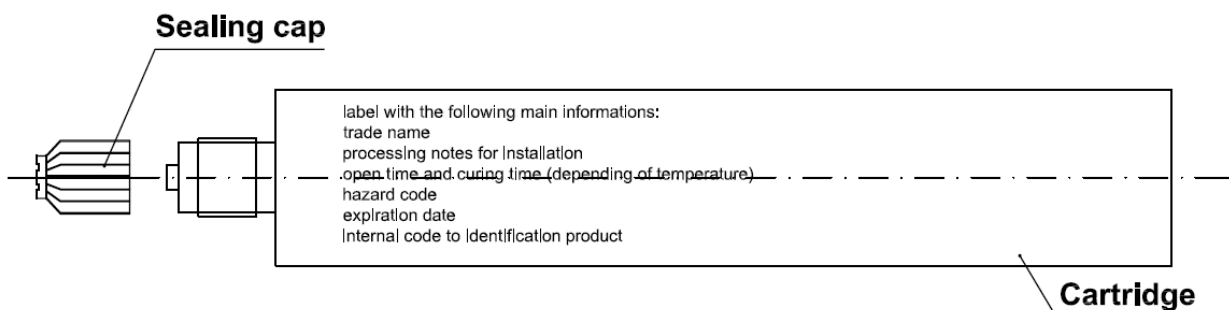 Sealing cap
label with the following main informations:
trade name
processing notes for installation
open time and curing time (depending of temperature)
hazard code
expiration date
internal code to identification product
Cartridge